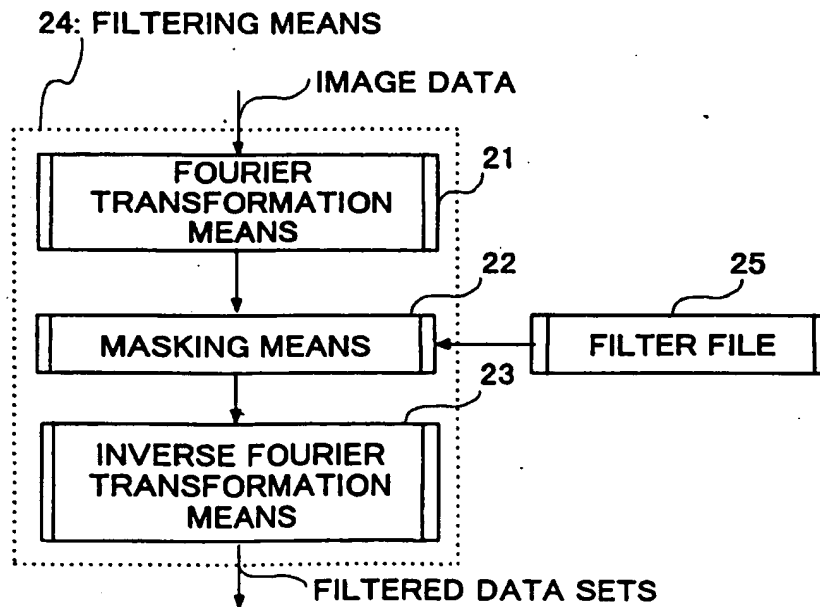 24: FILTERING MEANS
IMAGE DATA
21
FOURIER
TRANSFORMATION
MEANS
22
25
MASKING MEANS
FILTER FILE
23
INVERSE FOURIER
TRANSFORMATION
MEANS
FILTERED DATA SETS